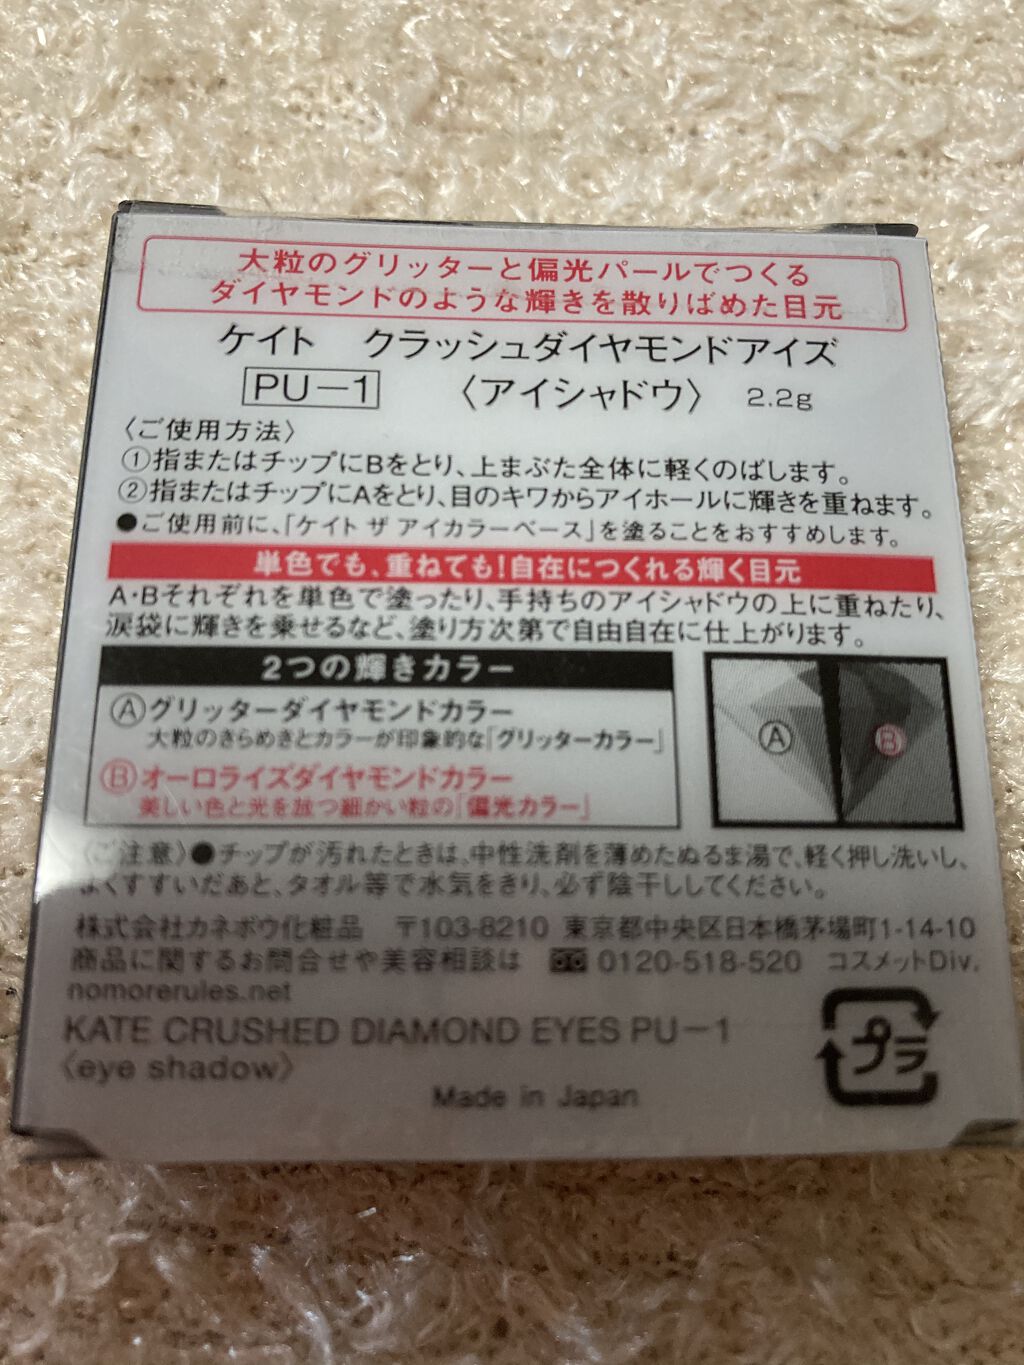 大粒のグリッターと偏光パールでつくる
ダイヤモンドのような輝きを散りばめた目元
ケイト クラッシュダイヤモンドアイズ
PU-1 〈アイシャドウ〉 2.2g
〈ご使用方法〉
①指またはチップにBをとり、上まぶた全体に軽くのばします。
②指またはチップにAをとり、目のキワからアイホールに輝きを重ねます。
●ご使用前に、「ケイト ザ アイカラーベース」を塗ることをおすすめします。
単色でも、重ねても!自在につくれる輝く目元
A・Bそれぞれを単色で塗ったり、手持ちのアイシャドウの上に重ねたり、
涙袋に輝きを乗せるなど、塗り方次第で自由自在に仕上がります。
2つの輝きカラー
Ⓐグリッターダイヤモンドカラー
大粒のきらめきとカラーが印象的な「グリッターカラー」
Ⓑオーロライズダイヤモンドカラー
美しい色と光を放つ細かい粒の「偏光カラー」
Ⓐ Ⓑ
〈ご注意〉●チップが汚れたときは、中性洗剤を薄めたぬるま湯で、軽く押し洗いし、
よくすすいだあと、タオル等で水気をきり、必ず陰干ししてください。
株式会社カネボウ化粧品 〒103-8210 東京都中央区日本橋茅場町1-14-10
商品に関するお問合せや美容相談は 0120-518-520 コスメットDiv.
nomorerules.net
KATE CRUSHED DIAMOND EYES PU-1
〈eye shadow〉
Made in Japan
プラ